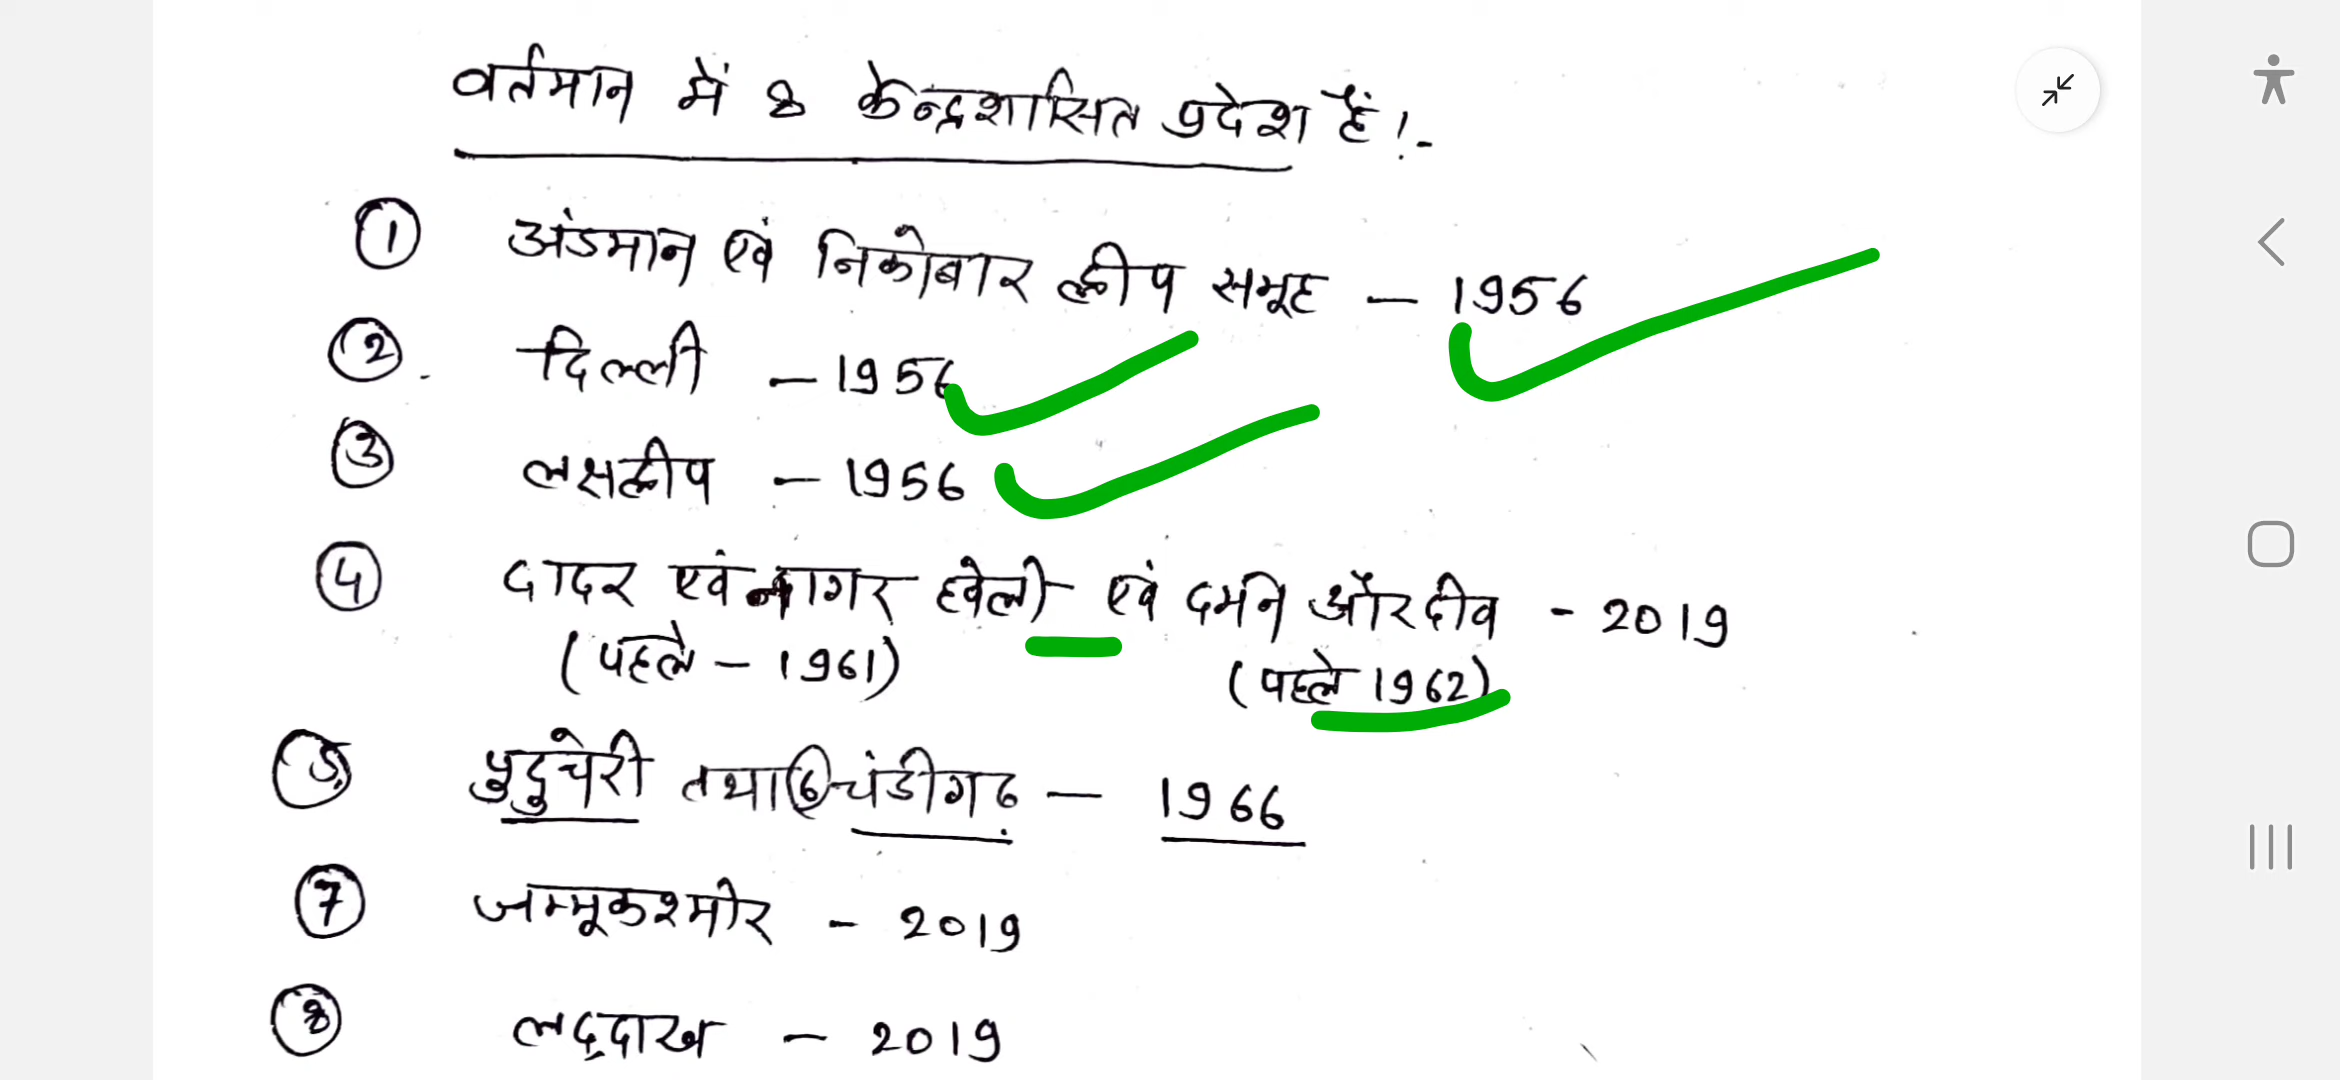 वर्तमान में 8 केन्द्रशासित प्रदेश हैं!-
① अंडमान एवं निकोबार द्वीप समूह - 1956
② दिल्ली - 1956
③ लक्षद्वीप - 1956
④ दादर एवं नागर हवेली एवं दमन और दीव - 2019
(पहले - 1961) (पहले 1962)
⑤ पुदुचेरी तथा ⑥ चंडीगढ - 1966
⑦ जम्मूकश्मीर - 2019
⑧ लद्दाख - 2019